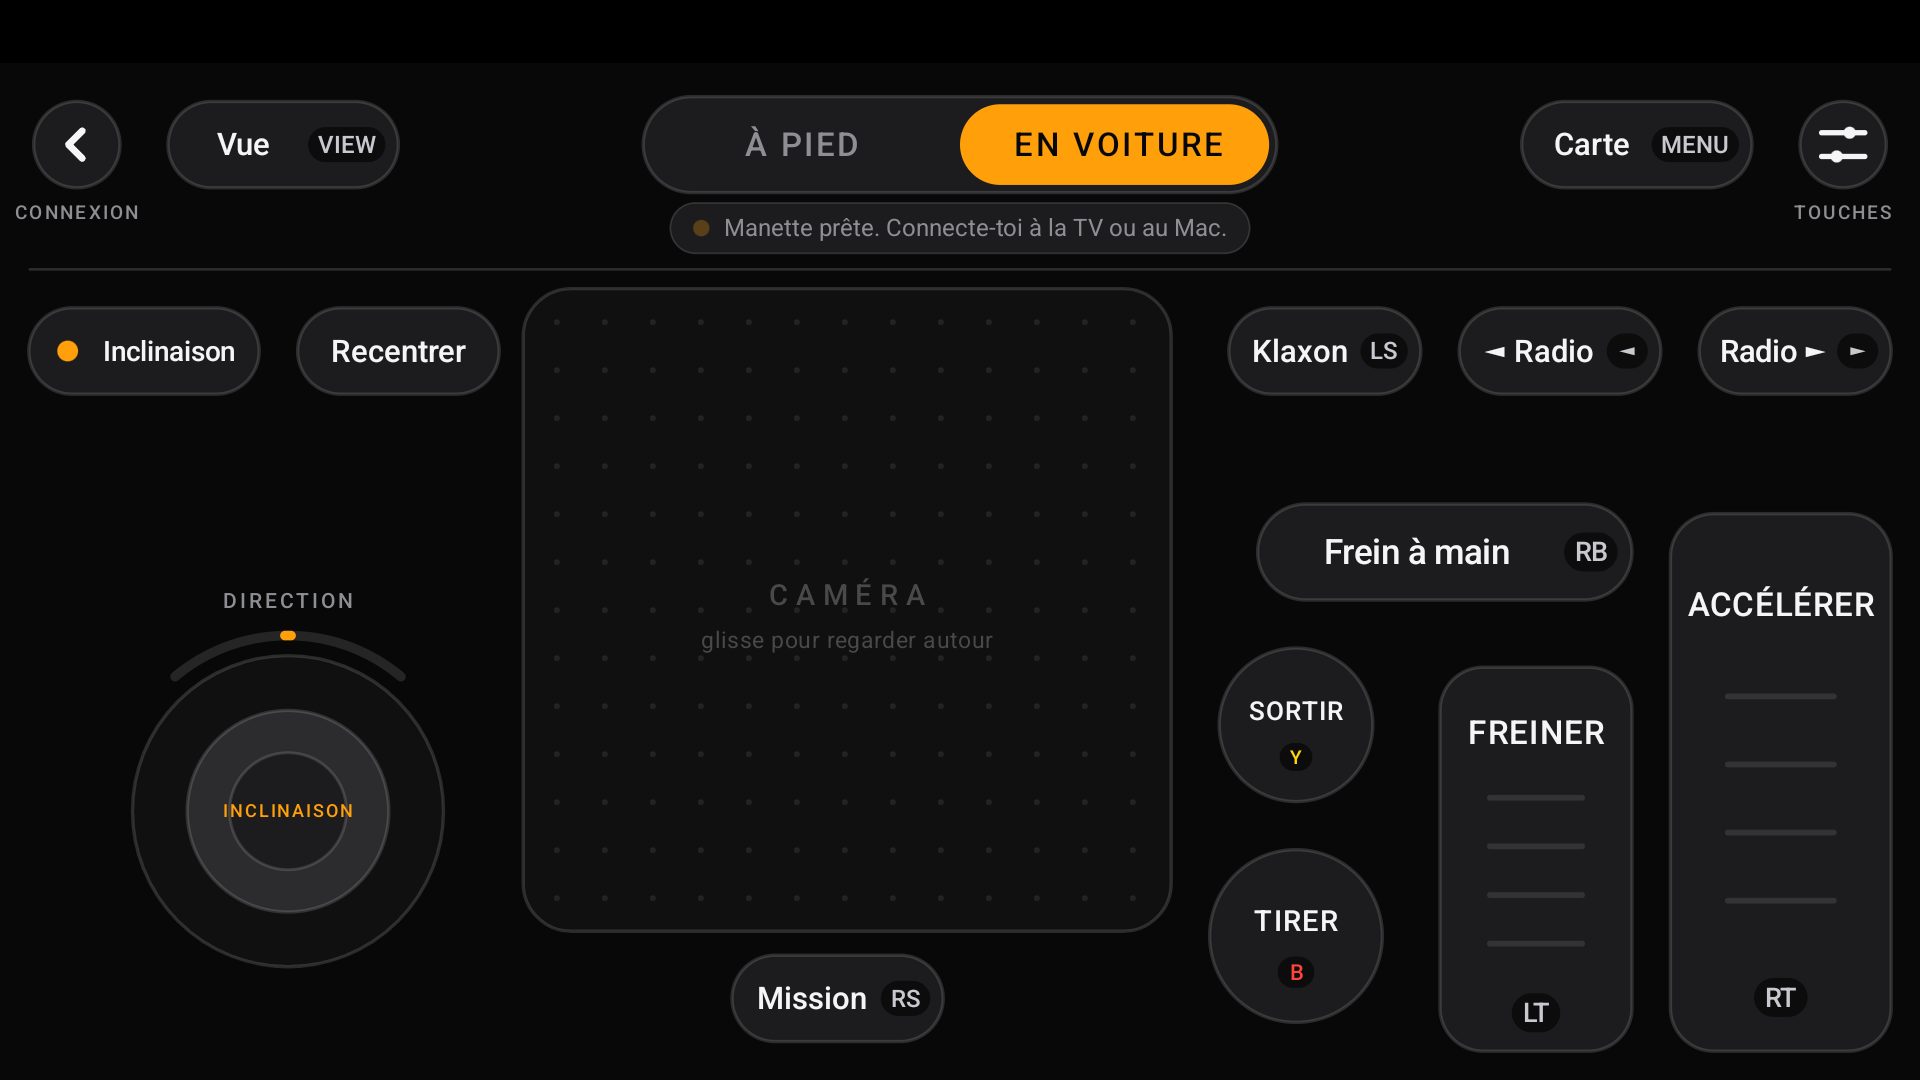 Vue VIEW
À PIED
EN VOITURE
Carte MENU
CONNEXION
TOUCHES
Manette prête. Connecte-toi à la TV ou au Mac.
Inclinaison
Recentrer
Klaxon LS
◄ Radio ◄
Radio ► ►
Frein à main RB
ACCÉLÉRER
DIRECTION
CAMÉRA
glisse pour regarder autour
SORTIR
Y
FREINER
INCLINAISON
TIRER
B
Mission RS
LT
RT